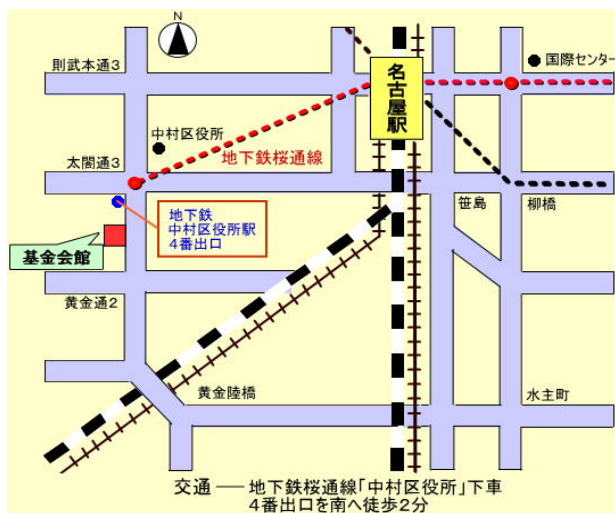 N
則武本通3
国際センター
名古屋駅
中村区役所
地下鉄桜通線
太閤通3
笹島
柳橋
地下鉄
中村区役所駅
4番出口
基金会館
黄金通2
黄金陸橋
水主町
交通 ── 地下鉄桜通線「中村区役所」下車
4番出口を南へ徒歩2分